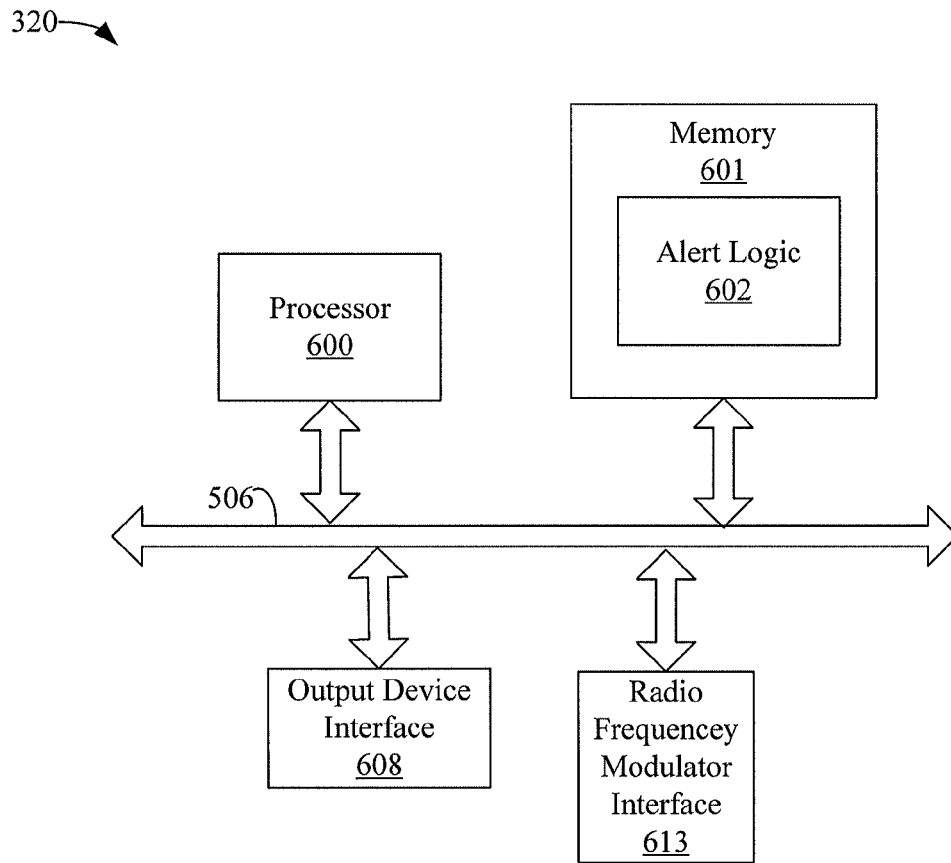 320
Memory
601
Alert Logic
602
Processor
600
506
Output Device
Interface
608
Radio
Frequencey
Modulator
Interface
613